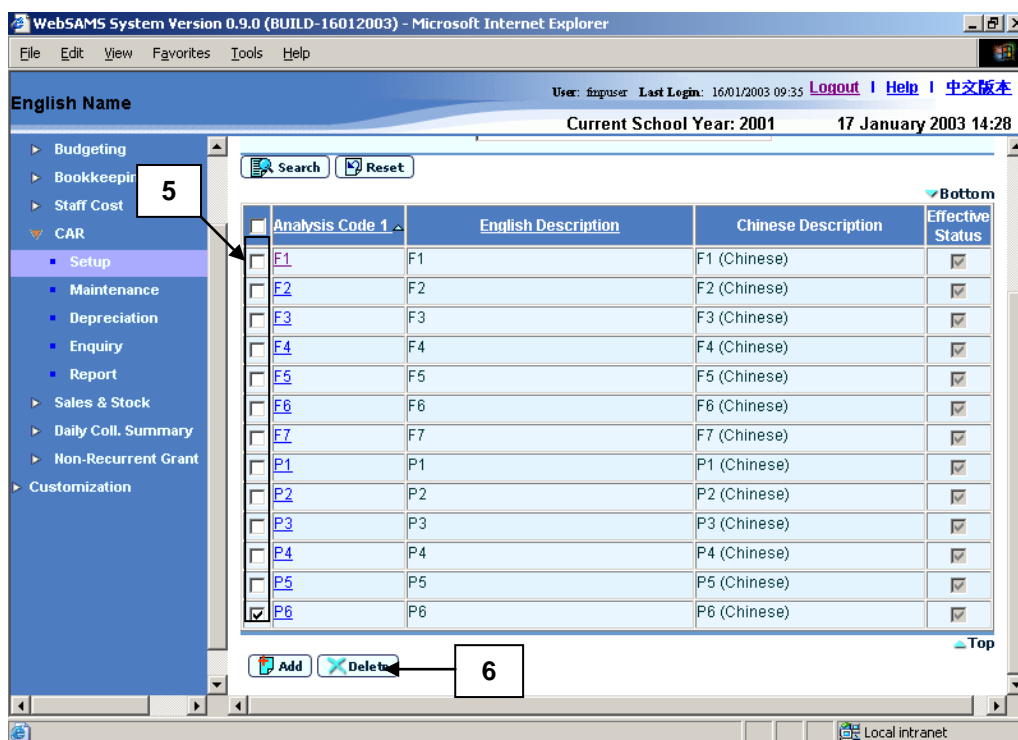 WebSAMS System Version 0.9.0 (BUILD-16012003) - Microsoft Internet Explorer
File Edit View Favorites Tools Help
English Name
User: fmpuser Last Login: 16/01/2003 09:35 Logout | Help | 中文版本
Current School Year: 2001 17 January 2003 14:28
Budgeting
Bookkeepin
Staff Cost
CAR
Setup
Maintenance
Depreciation
Enquiry
Report
Sales & Stock
Daily Coll. Summary
Non-Recurrent Grant
Customization
5
Search Reset
Bottom
Analysis Code 1 English Description Chinese Description Effective Status
F1 F1 F1 (Chinese)
F2 F2 F2 (Chinese)
F3 F3 F3 (Chinese)
F4 F4 F4 (Chinese)
F5 F5 F5 (Chinese)
F6 F6 F6 (Chinese)
F7 F7 F7 (Chinese)
P1 P1 P1 (Chinese)
P2 P2 P2 (Chinese)
P3 P3 P3 (Chinese)
P4 P4 P4 (Chinese)
P5 P5 P5 (Chinese)
P6 P6 P6 (Chinese)
Top
Add Delete
6
Local intranet